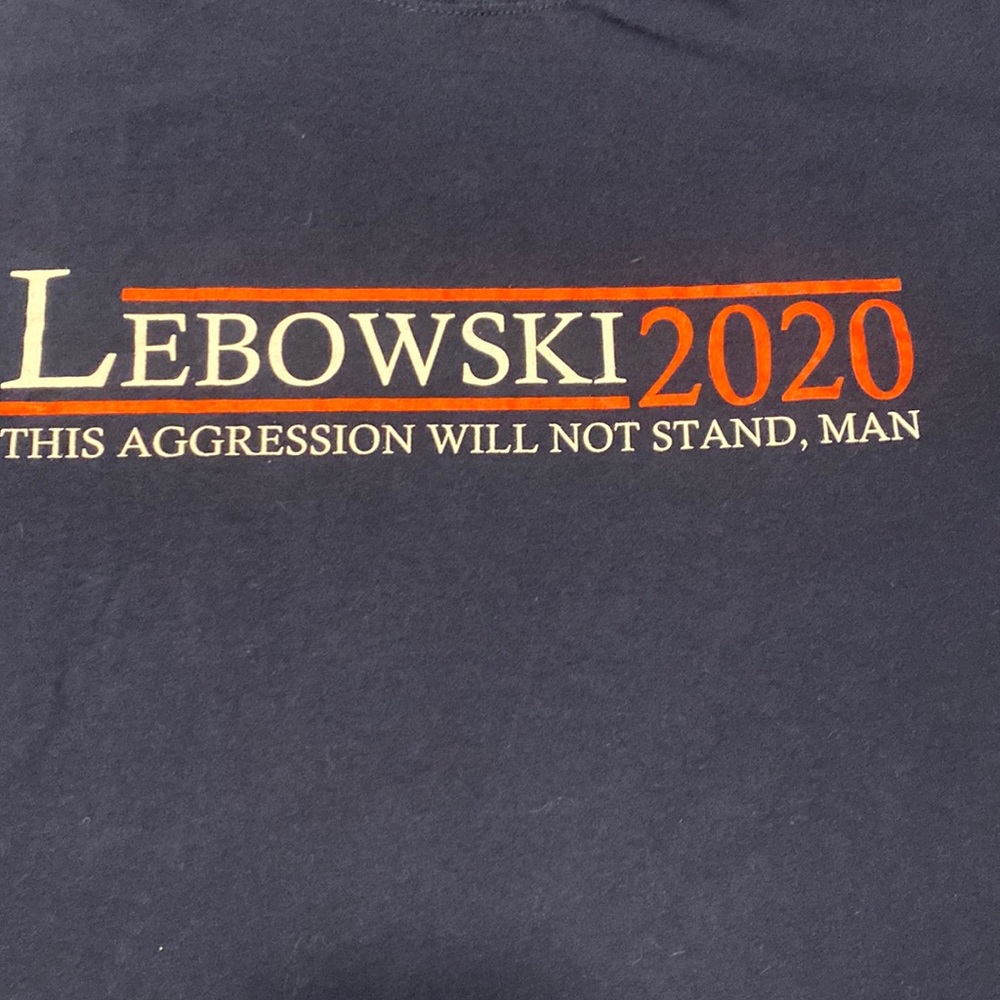 LEBOWSKI 2020
THIS AGGRESSION WILL NOT STAND, MAN